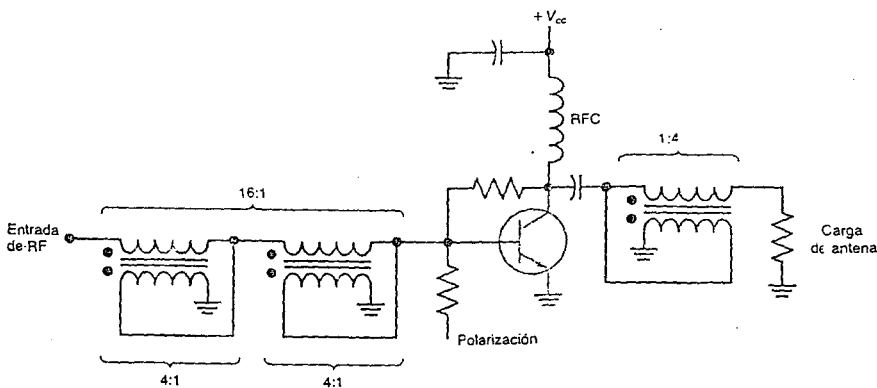 + Vcc
RFC
1:4
16:1
Entrada
de RF
Carga
de antena
Polarización
4:1
4:1